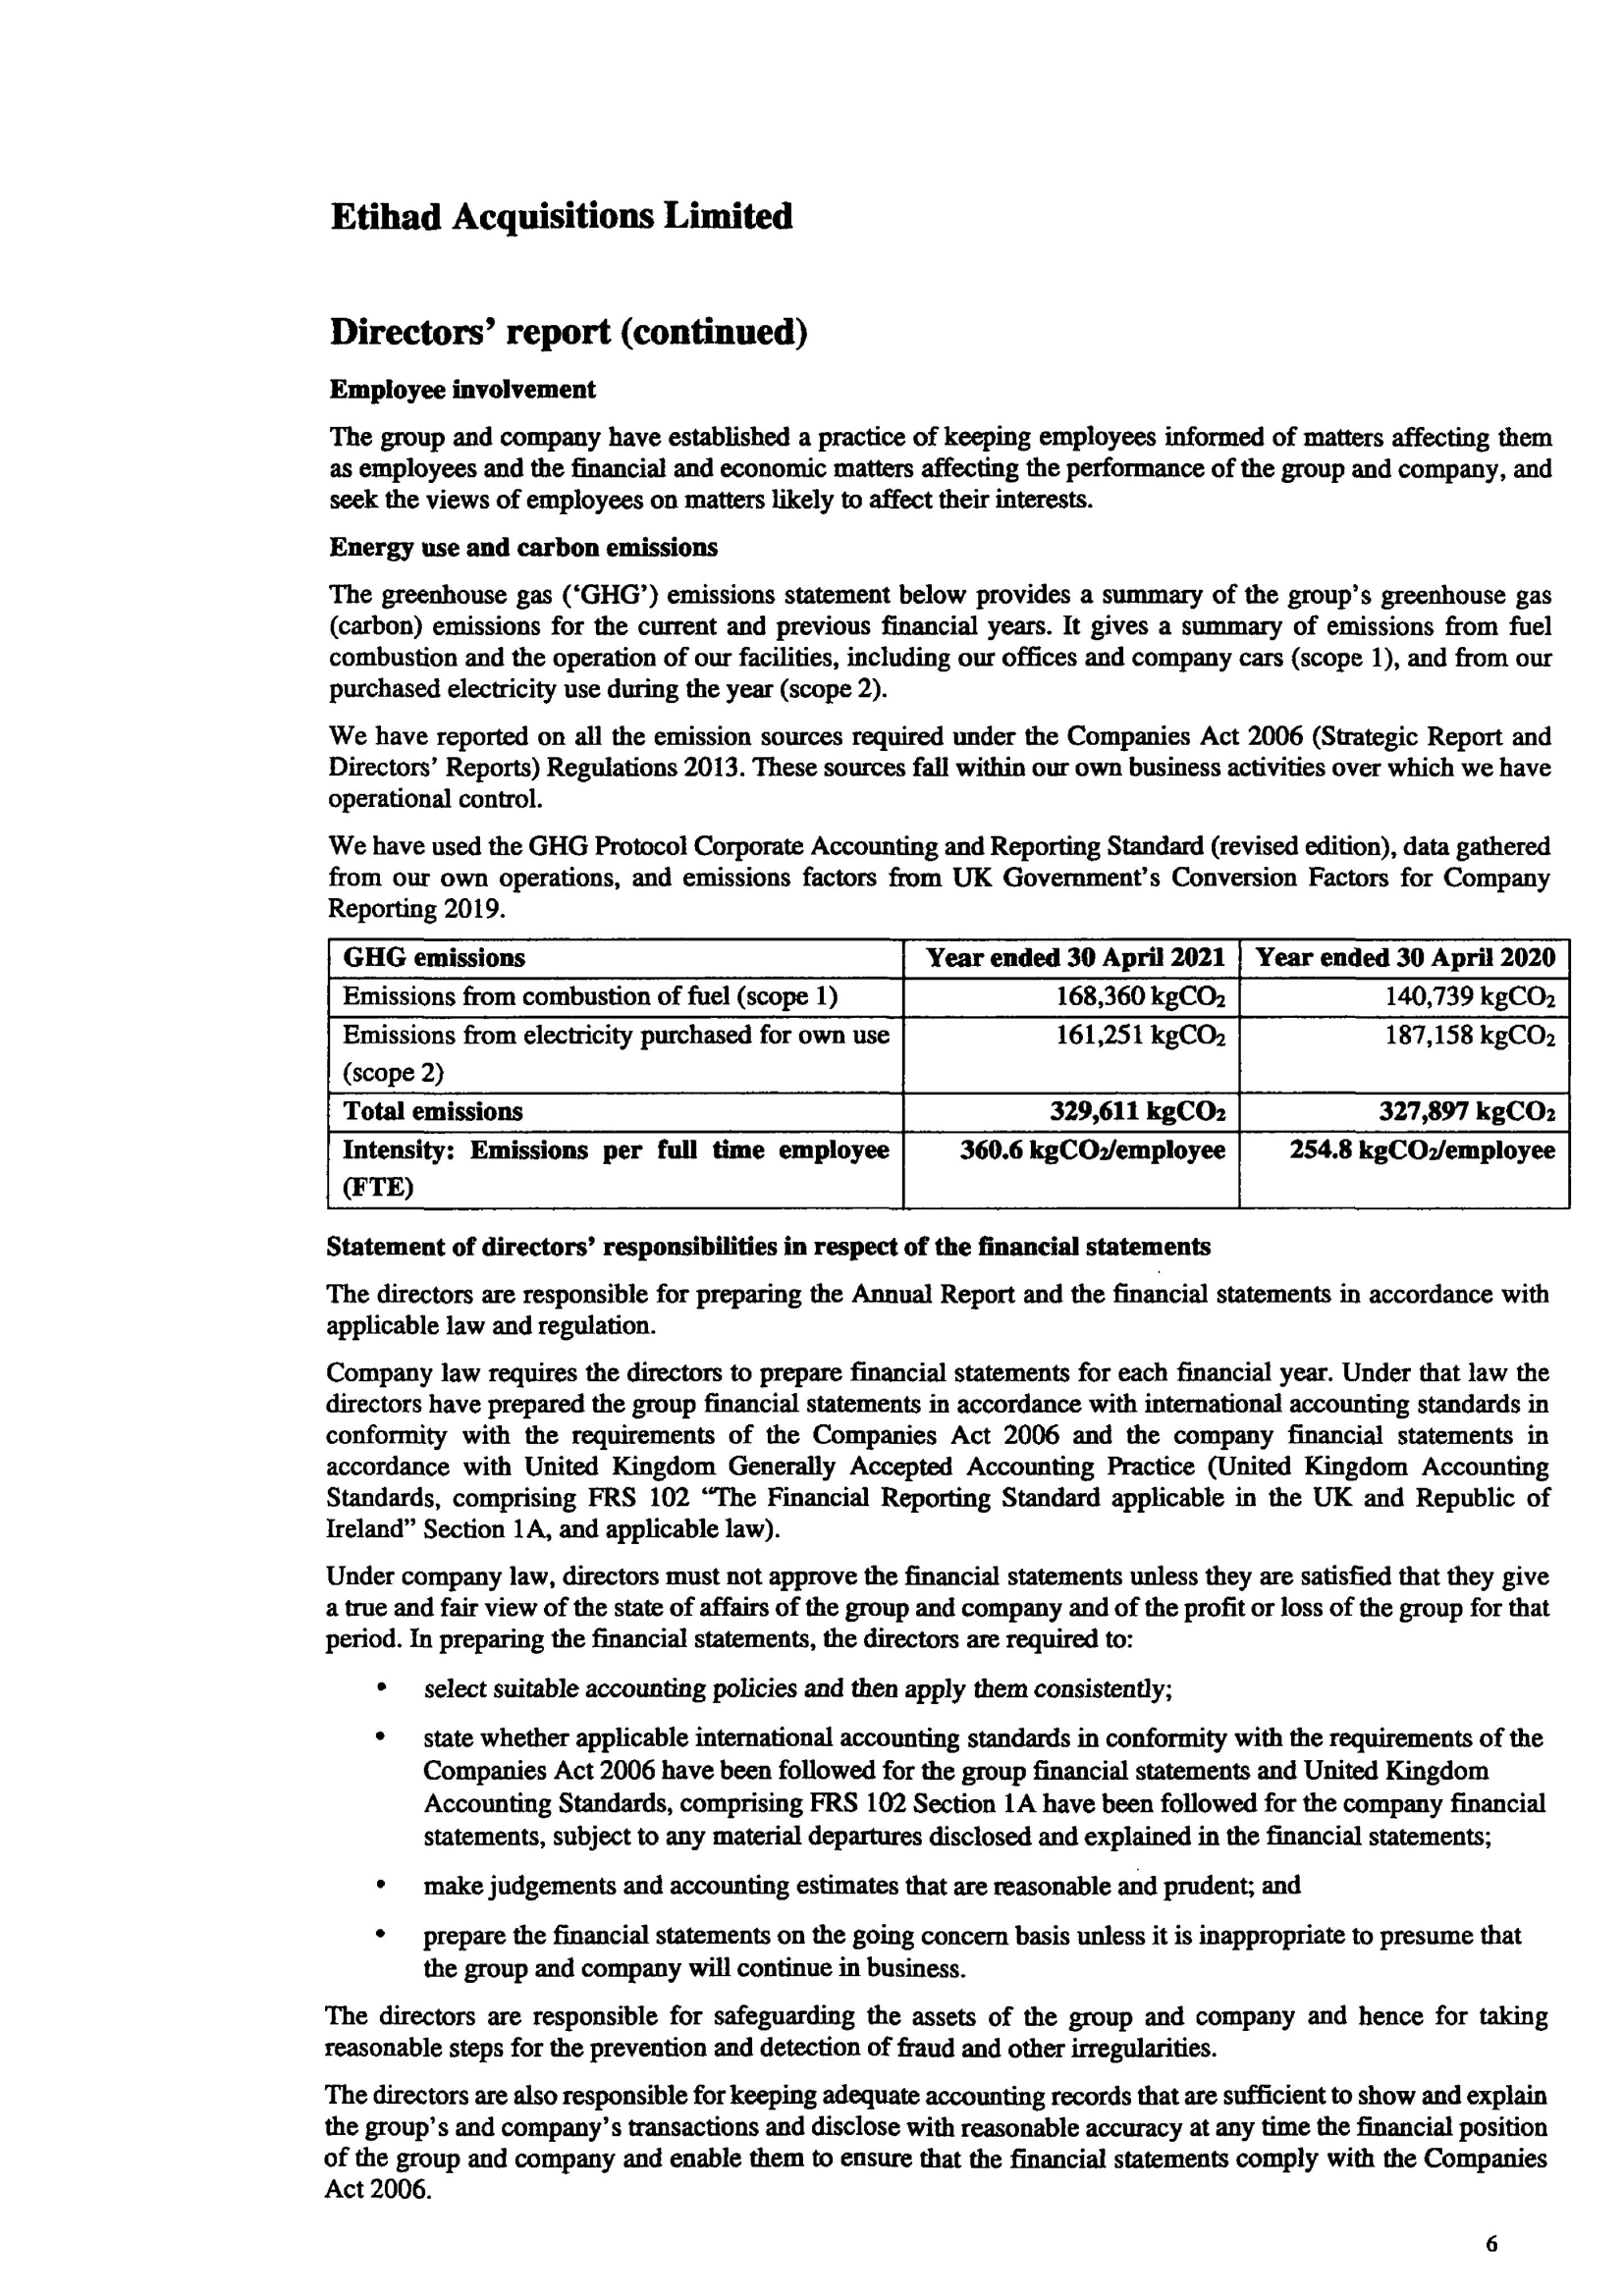 Etihad Acquisitions Limited
Directors' report (continued)
Employee involvement
The group and company have established a practice of keeping employees informed of matters affecting them
as employees and the financial and economic matters affecting the performance of the group and company, and
seek the views of employees on matters likely to affect their interests.
Energy use and carbon emissions
The greenhouse gas ('GHG') emissions statement below provides a summary of the group's greenhouse gas
(carbon) emissions for the current and previous financial years. It gives a summary of emissions from fuel
combustion and the operation of our facilities, including our offices and company cars (scope 1), and from our
purchased electricity use during the year (scope 2).
We have reported on all the emission sources required under the Companies Act 2006 (Strategic Report and
Directors' Reports) Regulations 2013. These sources fall within our own business activities over which we have
operational control.
We have used the GHG Protocol Corporate Accounting and Reporting Standard (revised edition), data gathered
from our own operations, and emissions factors from UK Government's Conversion Factors for Company
Reporting 2019.
GHG emissions Year ended 30 April 2021 Year ended 30 April 2020
Emissions from combustion of fuel (scope 1) 168,360 kgCO₂ 140,739 kgCO₂
Emissions from electricity purchased for own use 161,251 kgCO₂ 187,158 kgCO₂
(scope 2)
Total emissions 329,611 kgCO₂ 327,897 kgCO₂
Intensity: Emissions per full time employee 360.6 kgCO₂/employee 254.8 kgCO₂/employee
(FTE)
Statement of directors' responsibilities in respect of the financial statements
The directors are responsible for preparing the Annual Report and the financial statements in accordance with
applicable law and regulation.
Company law requires the directors to prepare financial statements for each financial year. Under that law the
directors have prepared the group financial statements in accordance with international accounting standards in
conformity with the requirements of the Companies Act 2006 and the company financial statements in
accordance with United Kingdom Generally Accepted Accounting Practice (United Kingdom Accounting
Standards, comprising FRS 102 "The Financial Reporting Standard applicable in the UK and Republic of
Ireland" Section 1A, and applicable law).
Under company law, directors must not approve the financial statements unless they are satisfied that they give
a true and fair view of the state of affairs of the group and company and of the profit or loss of the group for that
period. In preparing the financial statements, the directors are required to:
• select suitable accounting policies and then apply them consistently;
• state whether applicable international accounting standards in conformity with the requirements of the
Companies Act 2006 have been followed for the group financial statements and United Kingdom
Accounting Standards, comprising FRS 102 Section 1A have been followed for the company financial
statements, subject to any material departures disclosed and explained in the financial statements;
• make judgements and accounting estimates that are reasonable and prudent; and
• prepare the financial statements on the going concern basis unless it is inappropriate to presume that
the group and company will continue in business.
The directors are responsible for safeguarding the assets of the group and company and hence for taking
reasonable steps for the prevention and detection of fraud and other irregularities.
The directors are also responsible for keeping adequate accounting records that are sufficient to show and explain
the group's and company's transactions and disclose with reasonable accuracy at any time the financial position
of the group and company and enable them to ensure that the financial statements comply with the Companies
Act 2006.
6